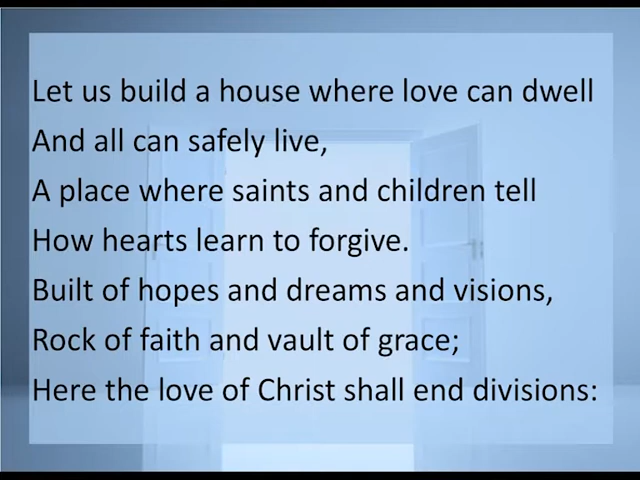 Let us build a house where love can dwell
And all can safely live,
A place where saints and children tell
How hearts learn to forgive.
Built of hopes and dreams and visions,
Rock of faith and vault of grace;
Here the love of Christ shall end divisions: